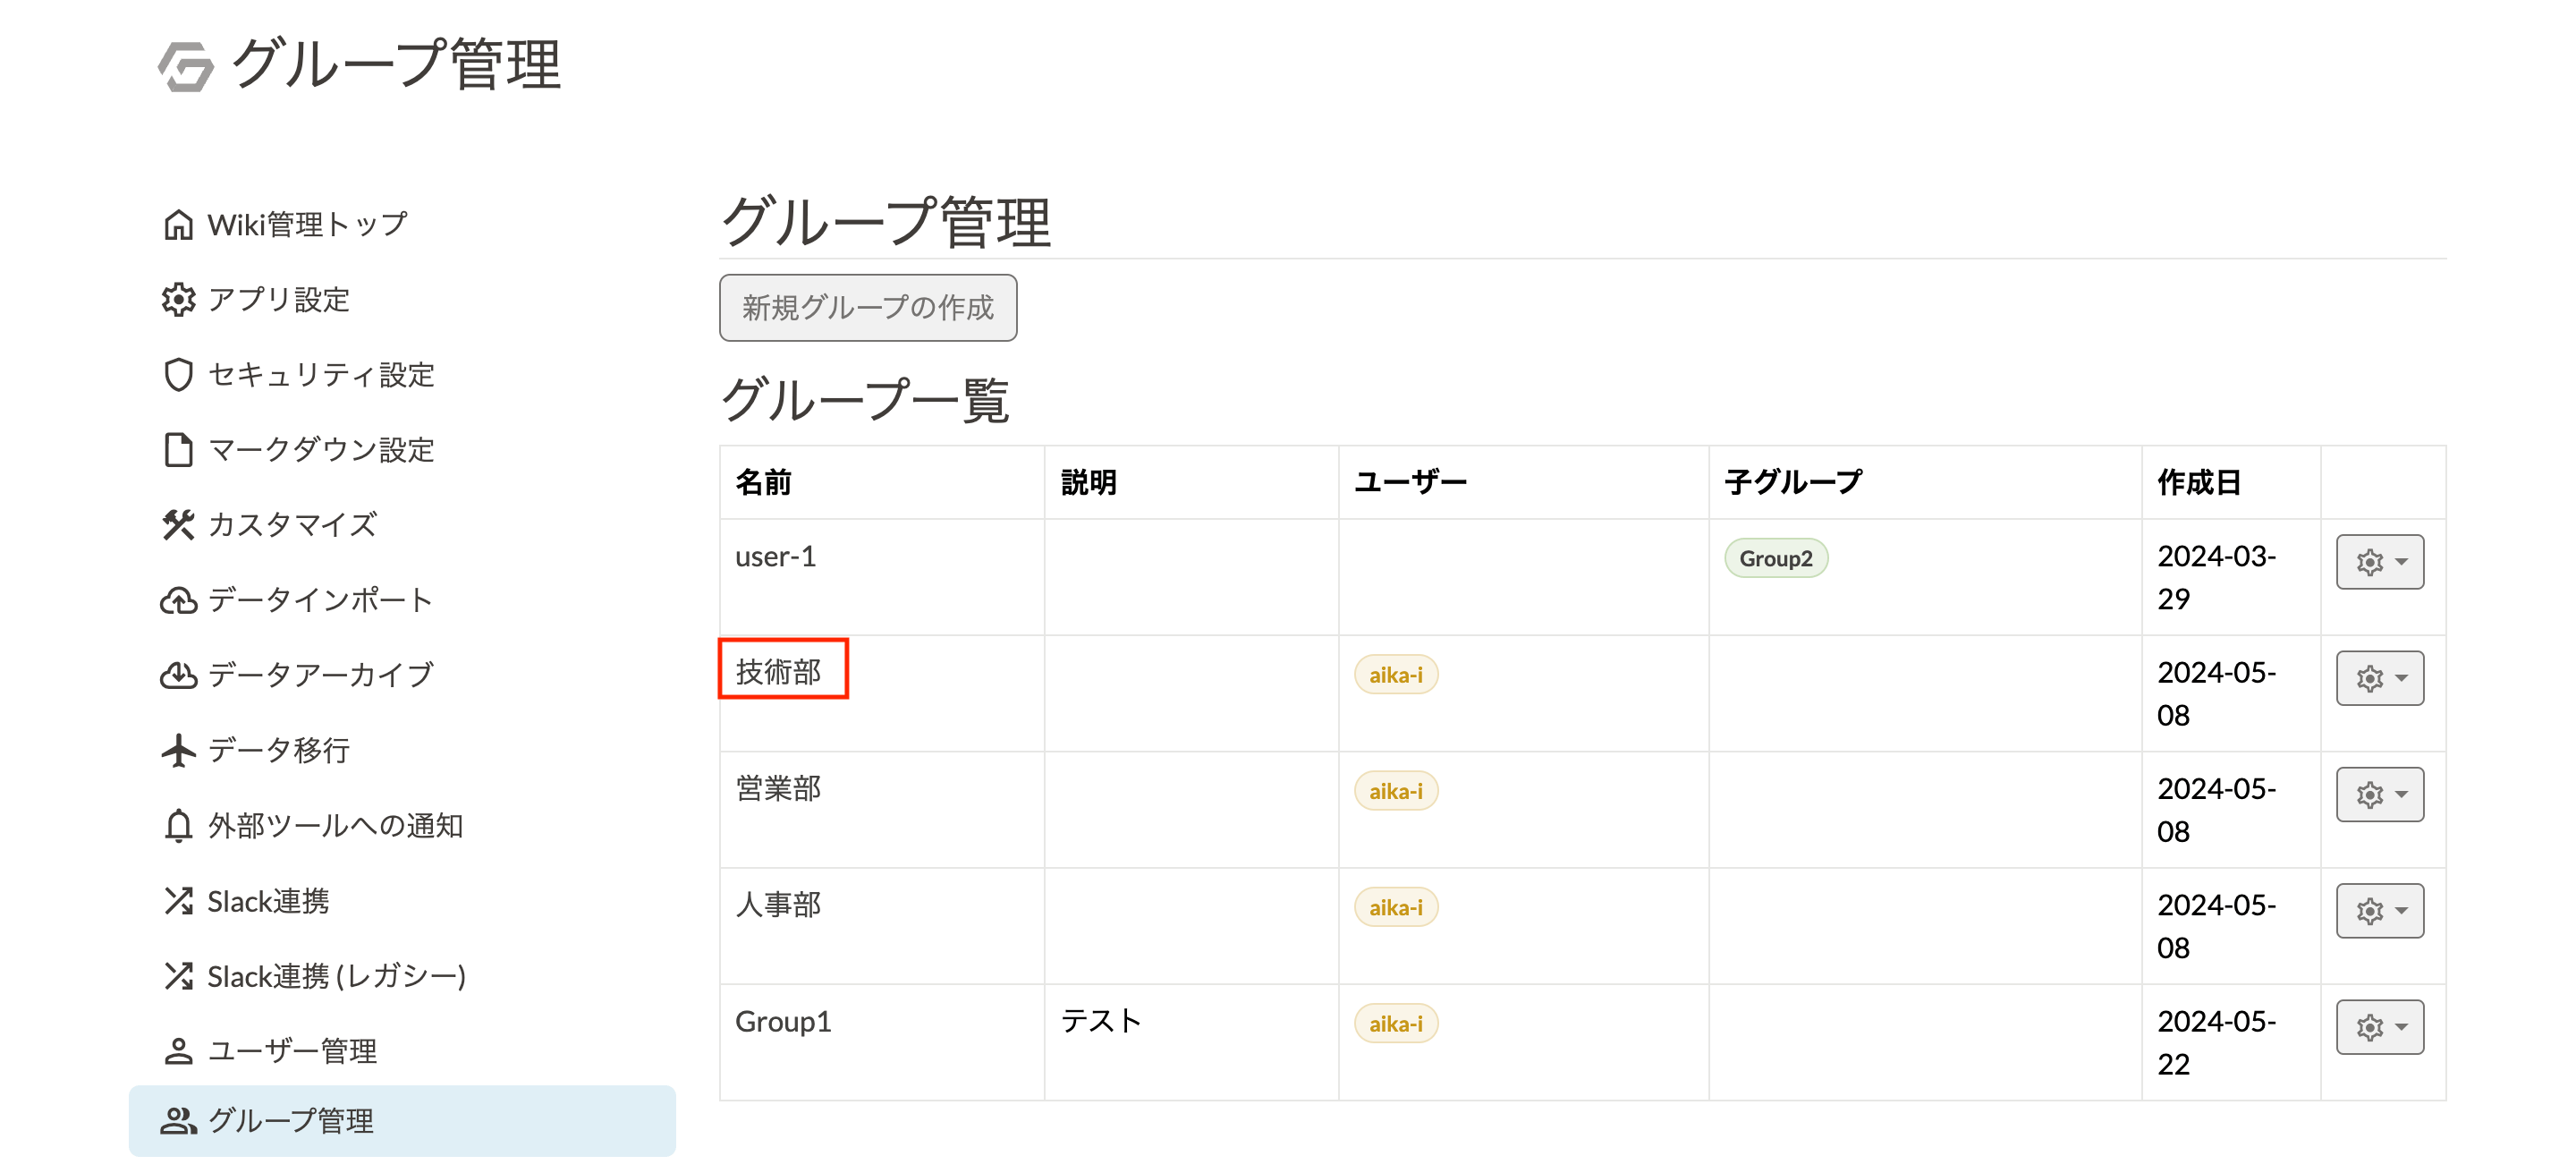 グループ管理
Wiki管理トップ
アプリ設定
セキュリティ設定
マークダウン設定
カスタマイズ
データインポート
データアーカイブ
データ移行
外部ツールへの通知
Slack連携
Slack連携 (レガシー)
ユーザー管理
グループ管理
グループ管理
新規グループの作成
グループ一覧
名前 説明 ユーザー 子グループ 作成日
user-1 Group2 2024-03-
29
技術部 aika-i 2024-05-
08
営業部 aika-i 2024-05-
08
人事部 aika-i 2024-05-
08
Group1 テスト aika-i 2024-05-
22